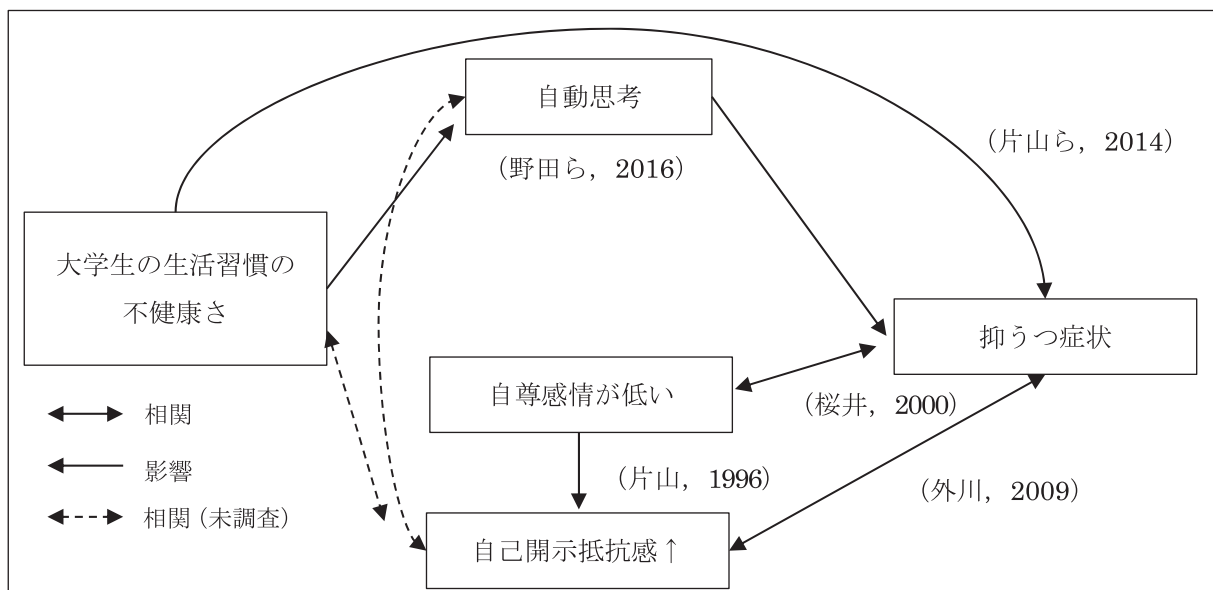 自動思考
(片山ら, 2014)
(野田ら, 2016)
大学生の生活習慣の
不健康さ
抑うつ症状
自尊感情が低い
(桜井, 2000)
相関
影響
(片山, 1996)
(外川, 2009)
相関(未調査)
自己開示抵抗感↑